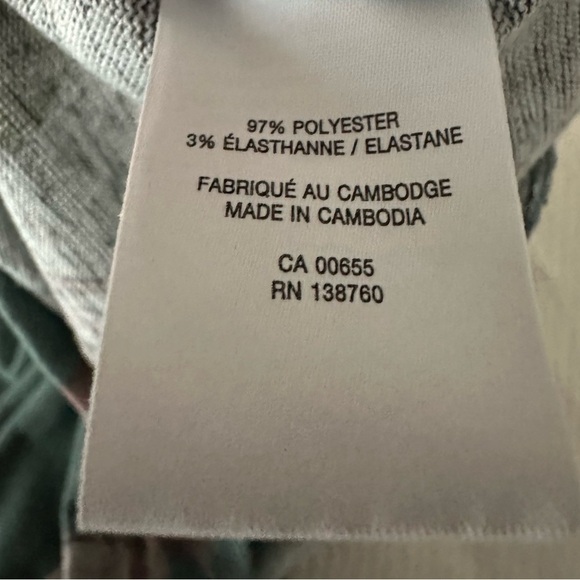 97% POLYESTER
3% ÉLASTHANNE / ELASTANE
FABRIQUÉ AU CAMBODGE
MADE IN CAMBODIA
CA 00655
RN 138760